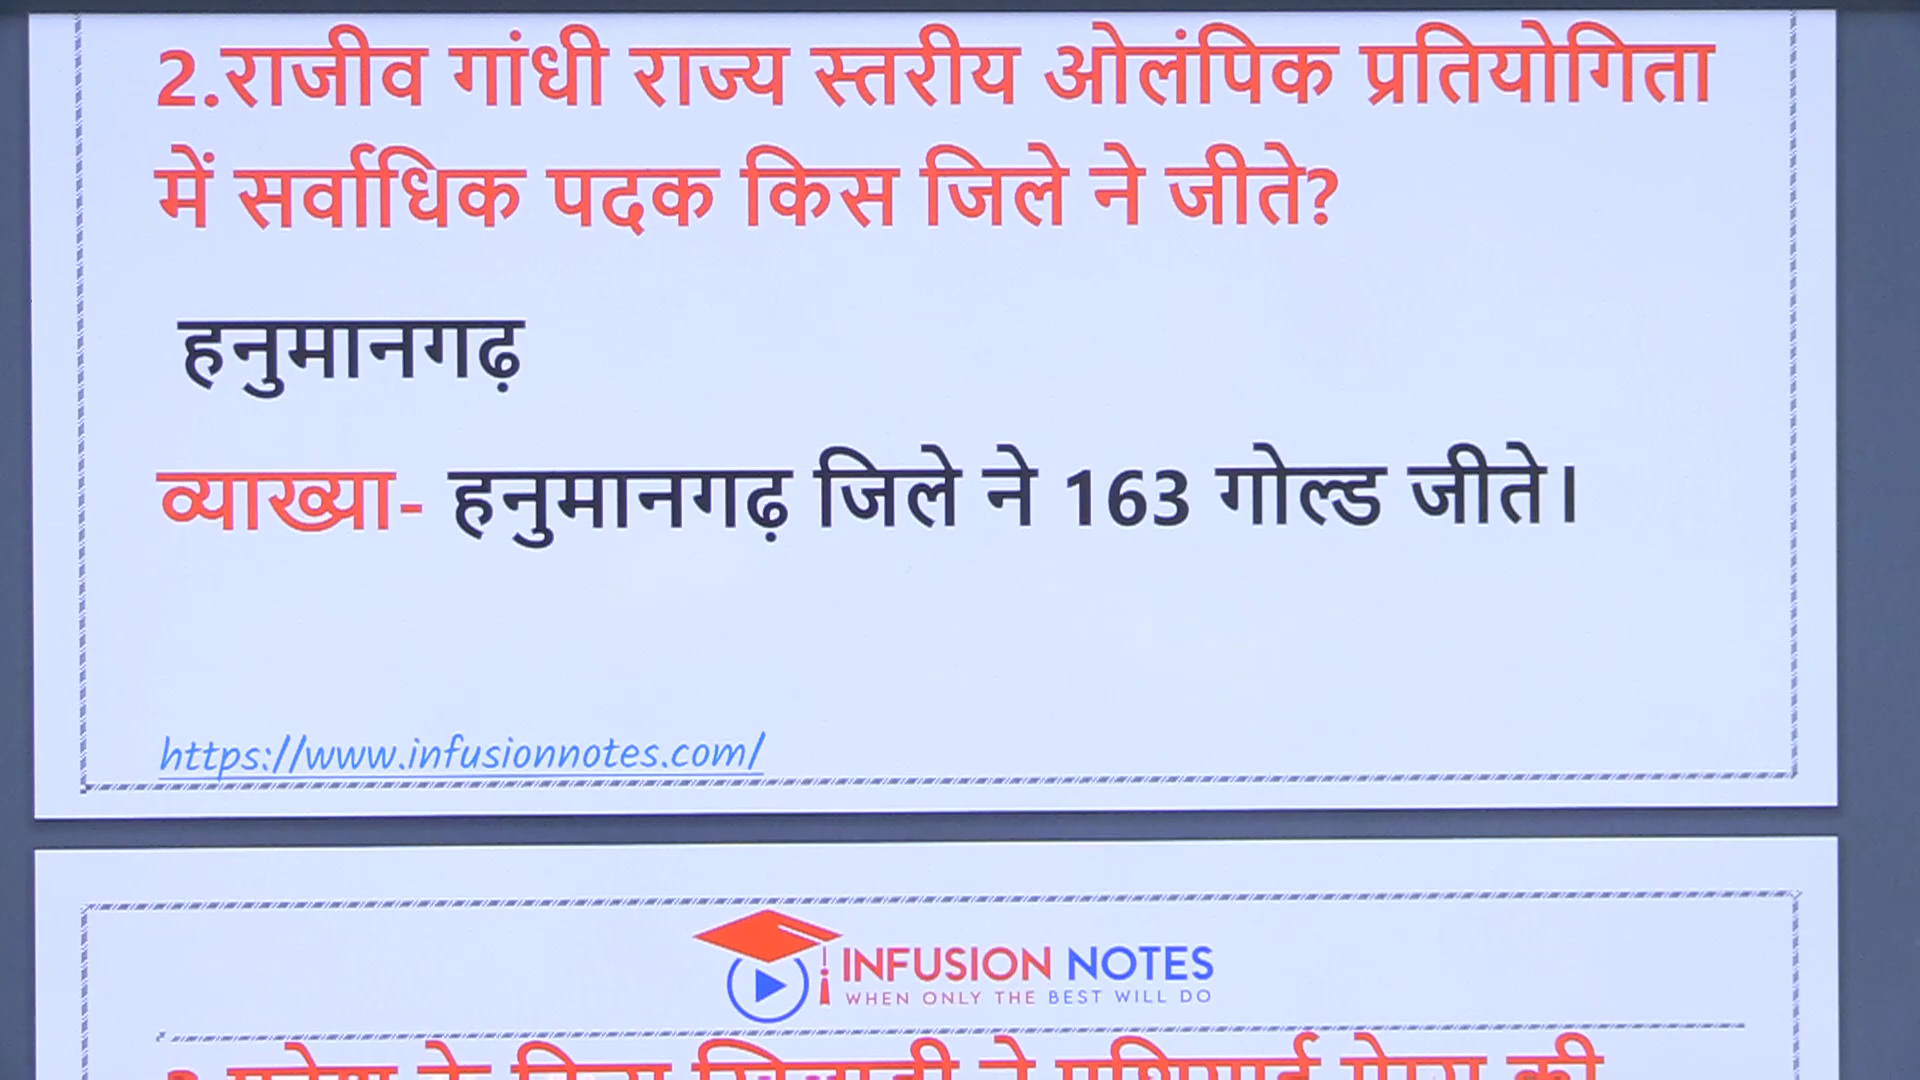 2.राजीव गांधी राज्य स्तरीय ओलंपिक प्रतियोगिता
में सर्वाधिक पदक किस जिले ने जीते?
हनुमानगढ़
व्याख्या- हनुमानगढ़ जिले ने 163 गोल्ड जीते।
https://www.infusionnotes.com/
INFUSION NOTES
WHEN ONLY THE BEST WILL DO